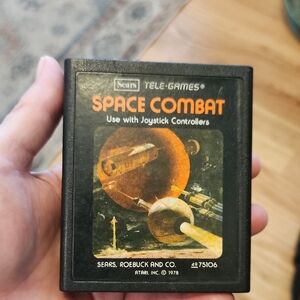 Sears TELE-GAMES®
SPACE COMBAT
Use with Joystick Controllers
SEARS, ROEBUCK AND CO. 49 75106
ATARI, INC. © 1978